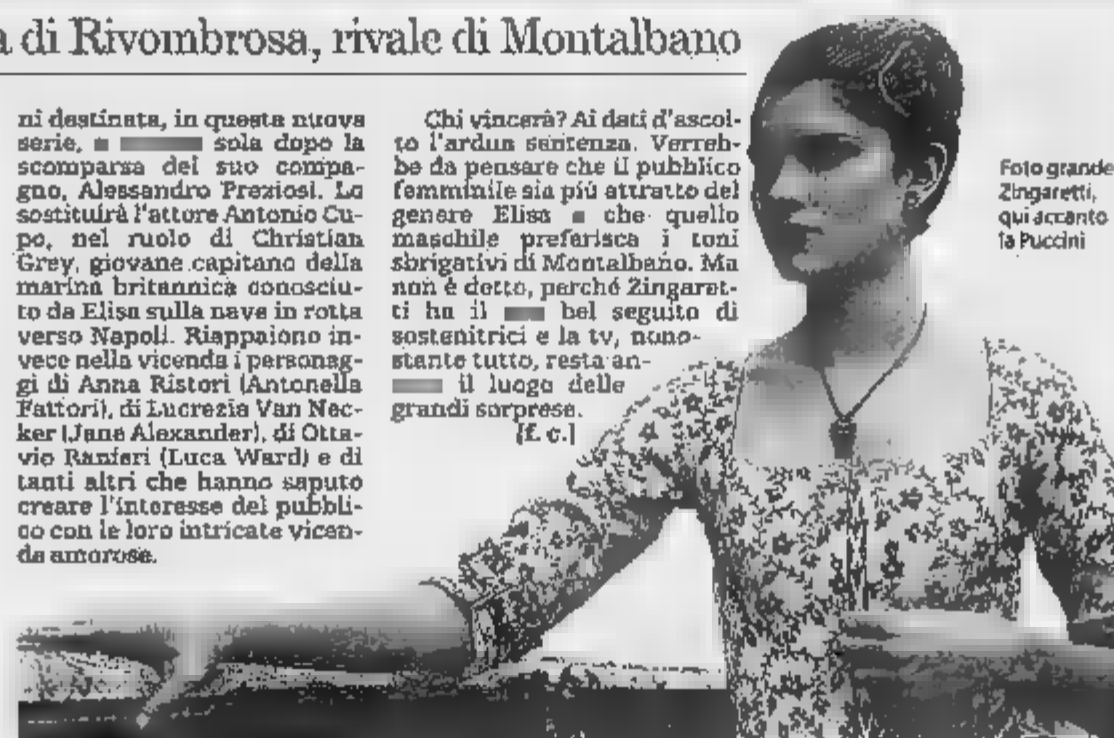 a di Rivombrosa, rivale di Montalbano
ni destinata, in questa nuova
serie, a sola dopo la
scomparsa del suo compa-
gno, Alessandro Preziosi. Lo
sostituirà l'attore Antonio Cu-
po, nel ruolo di Christian
Grey, giovane capitano della
marina britannica conosciu-
to da Elisa sulla nave in rotta
verso Napoli. Riappaiono in-
vece nella vicenda i personag-
gi di Anna Ristori (Antonella
Fattori), di Lucrezia Van Nec-
ker (Jane Alexander), di Otta-
vio Ranieri (Luca Ward) e di
tanti altri che hanno saputo
creare l'interesse del pubbli-
co con le loro intricate vicen-
de amorose.
Chi vincerà? Ai dati d'ascol-
to l'ardua sentenza. Verreb-
be da pensare che il pubblico
femminile sia più attratto del
genere Elisa e che quello
maschile preferisca i toni
sbrigativi di Montalbano. Ma
non è detto, perché Zingaret-
ti ha il bel seguito di
sostenitrici e la tv, nono-
stante tutto, resta an-
il luogo delle
grandi sorprese.
[f. c.]
Foto grande
Zingaretti,
qui accanto
la Puccini